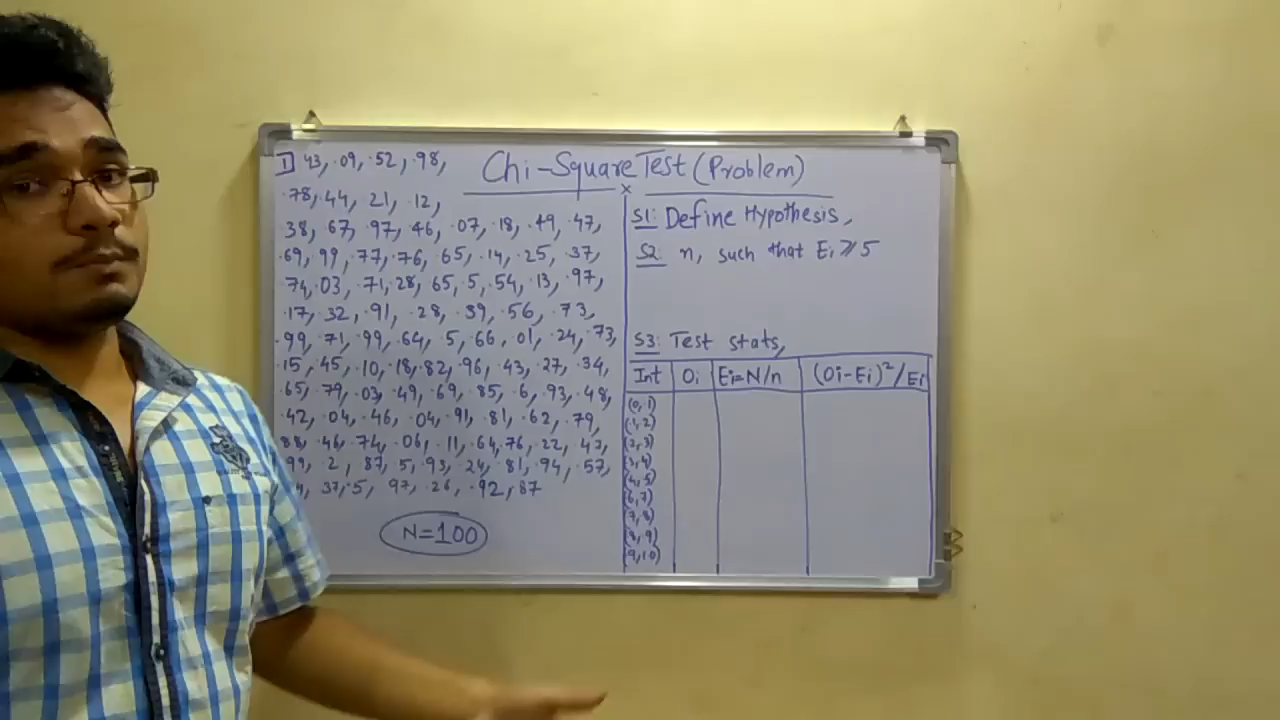 Chi-Square Test (Problem)
1) 43, .09, .52, .98,
.78, .44, 21, .12,
38, .67, .97, .46, .07, .18, .49, .47,
.69, 99, .77, .76, 65, .14, .25, .37,
74, .03, .71, .28, 65, .5, .54, .13, .97,
.17, 32, .91, .28, .39, .56, .73,
.99, .71, .99, .64, .5, .66, .01, .24, .73,
.15, .45, .10, .18, .82, .96, .43, .27, .34,
.65, .79, .03, .49, .69, .85, .6, .93, .48,
.42, .04, .46, .04, .91, .81, .62, .79,
88, .46, .74, .06, .11, .64, 76, .22, 43,
99, .2, 87, 5, .93, .24, .81, .94, .57,
37, .5, 97, .26, .92, 87
N=100
S1: Define Hypothesis,
S2: n, such that Ei ≥ 5
S3: Test stats,
Int Oi Ei=N/n (Oi-Ei)²/Ei
(0,1)
(1,2)
(2,3)
(3,4)
(4,5)
(6,7)
(7,8)
(8,9)
(9,10)